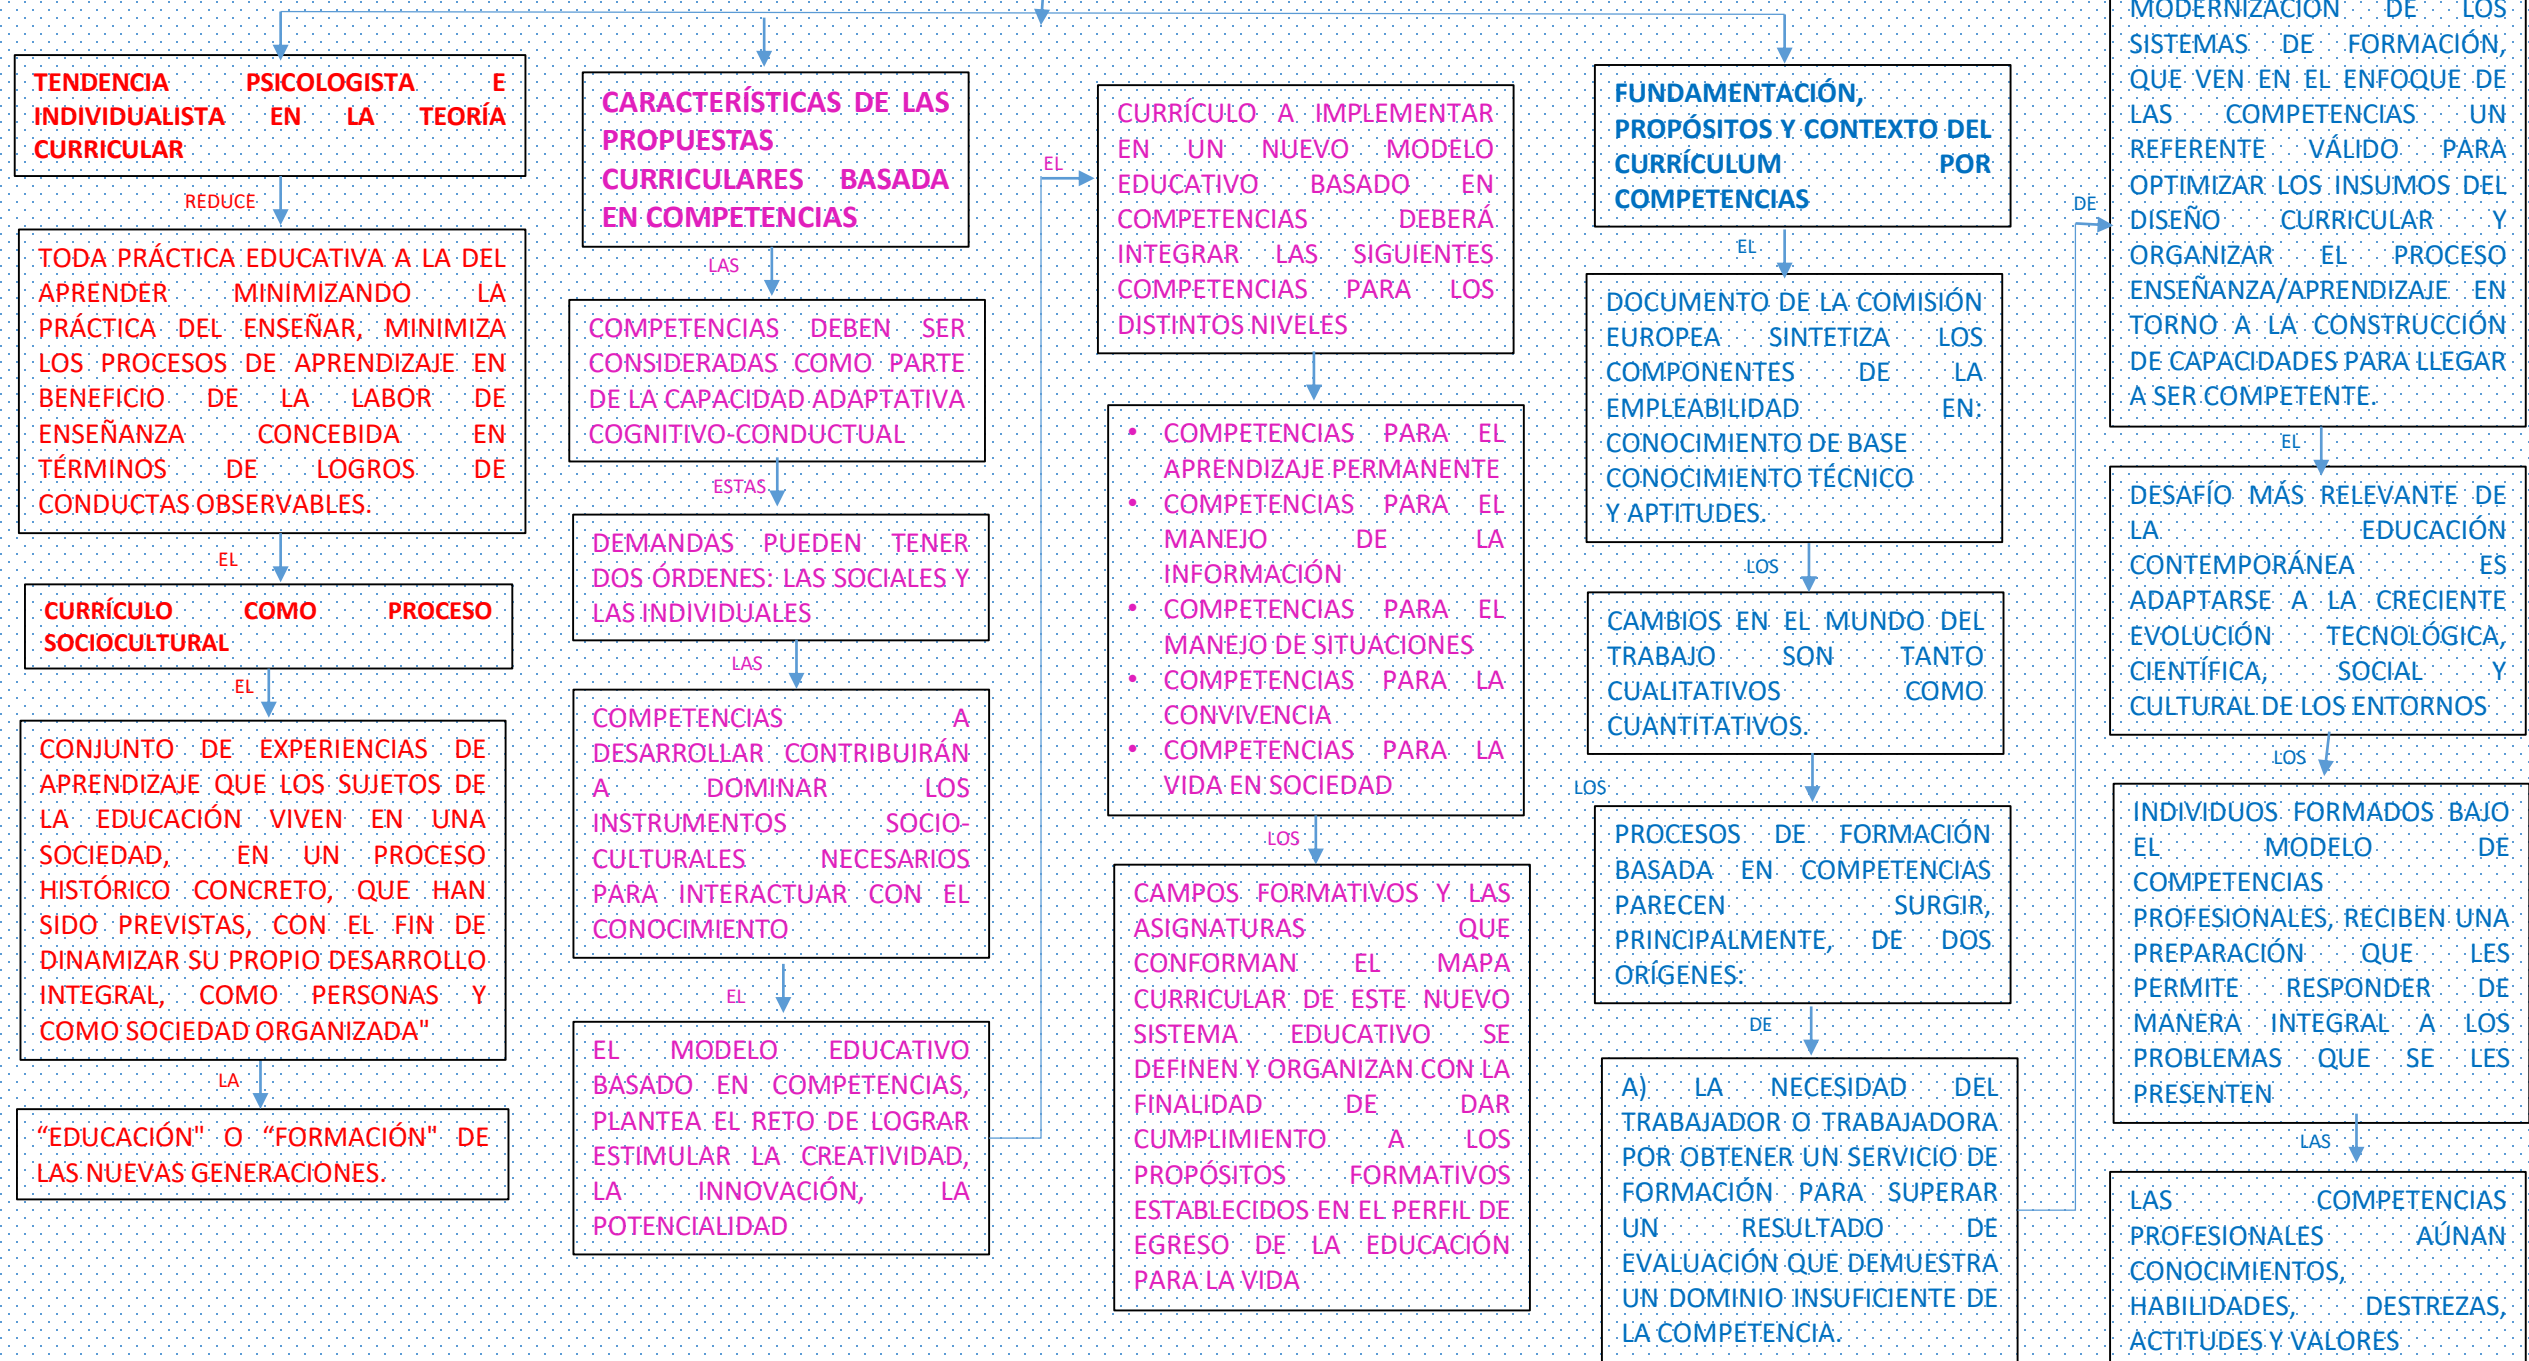 TENDENCIA PSICOLOGISTA E
INDIVIDUALISTA EN LA TEORÍA
CURRICULAR
REDUCE
TODA PRÁCTICA EDUCATIVA A LA DEL
APRENDER MINIMIZANDO LA
PRÁCTICA DEL ENSEÑAR, MINIMIZA
LOS PROCESOS DE APRENDIZAJE EN
BENEFICIO DE LA LABOR DE
ENSEÑANZA CONCEBIDA EN
TÉRMINOS DE LOGROS DE
CONDUCTAS OBSERVABLES.
EL
CURRÍCULO COMO PROCESO
SOCIOCULTURAL
EL
CONJUNTO DE EXPERIENCIAS DE
APRENDIZAJE QUE LOS SUJETOS DE
LA EDUCACIÓN VIVEN EN UNA
SOCIEDAD, EN UN PROCESO
HISTÓRICO CONCRETO, QUE HAN
SIDO PREVISTAS, CON EL FIN DE
DINAMIZAR SU PROPIO DESARROLLO
INTEGRAL, COMO PERSONAS Y
COMO SOCIEDAD ORGANIZADA"
LA
“EDUCACIÓN" O “FORMACIÓN" DE
LAS NUEVAS GENERACIONES.
CARACTERÍSTICAS DE LAS
PROPUESTAS
CURRICULARES BASADA
EN COMPETENCIAS
LAS
COMPETENCIAS DEBEN SER
CONSIDERADAS COMO PARTE
DE LA CAPACIDAD ADAPTATIVA
COGNITIVO-CONDUCTUAL
ESTAS
DEMANDAS PUEDEN TENER
DOS ÓRDENES: LAS SOCIALES Y
LAS INDIVIDUALES
LAS
COMPETENCIAS A
DESARROLLAR CONTRIBUIRÁN
A DOMINAR LOS
INSTRUMENTOS SOCIO-
CULTURALES NECESARIOS
PARA INTERACTUAR CON EL
CONOCIMIENTO
EL
EL MODELO EDUCATIVO
BASADO EN COMPETENCIAS,
PLANTEA EL RETO DE LOGRAR
ESTIMULAR LA CREATIVIDAD,
LA INNOVACIÓN, LA
POTENCIALIDAD
EL
CURRÍCULO A IMPLEMENTAR
EN UN NUEVO MODELO
EDUCATIVO BASADO EN
COMPETENCIAS DEBERÁ
INTEGRAR LAS SIGUIENTES
COMPETENCIAS PARA LOS
DISTINTOS NIVELES
• COMPETENCIAS PARA EL
APRENDIZAJE PERMANENTE
• COMPETENCIAS PARA EL
MANEJO DE LA
INFORMACIÓN
• COMPETENCIAS PARA EL
MANEJO DE SITUACIONES
• COMPETENCIAS PARA LA
CONVIVENCIA
• COMPETENCIAS PARA LA
VIDA EN SOCIEDAD
LOS
CAMPOS FORMATIVOS Y LAS
ASIGNATURAS QUE
CONFORMAN EL MAPA
CURRICULAR DE ESTE NUEVO
SISTEMA EDUCATIVO SE
DEFINEN Y ORGANIZAN CON LA
FINALIDAD DE DAR
CUMPLIMIENTO A LOS
PROPÓSITOS FORMATIVOS
ESTABLECIDOS EN EL PERFIL DE
EGRESO DE LA EDUCACIÓN
PARA LA VIDA
FUNDAMENTACIÓN,
PROPÓSITOS Y CONTEXTO DEL
CURRÍCULUM POR
COMPETENCIAS
EL
DOCUMENTO DE LA COMISIÓN
EUROPEA SINTETIZA LOS
COMPONENTES DE LA
EMPLEABILIDAD EN:
CONOCIMIENTO DE BASE
CONOCIMIENTO TÉCNICO
Y APTITUDES.
LOS
CAMBIOS EN EL MUNDO DEL
TRABAJO SON TANTO
CUALITATIVOS COMO
CUANTITATIVOS.
LOS
PROCESOS DE FORMACIÓN
BASADA EN COMPETENCIAS
PARECEN SURGIR,
PRINCIPALMENTE, DE DOS
ORÍGENES:
DE
A) LA NECESIDAD DEL
TRABAJADOR O TRABAJADORA
POR OBTENER UN SERVICIO DE
FORMACIÓN PARA SUPERAR
UN RESULTADO DE
EVALUACIÓN QUE DEMUESTRA
UN DOMINIO INSUFICIENTE DE
LA COMPETENCIA.
DE
MODERNIZACIÓN DE LOS
SISTEMAS DE FORMACIÓN,
QUE VEN EN EL ENFOQUE DE
LAS COMPETENCIAS UN
REFERENTE VÁLIDO PARA
OPTIMIZAR LOS INSUMOS DEL
DISEÑO CURRICULAR Y
ORGANIZAR EL PROCESO
ENSEÑANZA/APRENDIZAJE EN
TORNO A LA CONSTRUCCIÓN
DE CAPACIDADES PARA LLEGAR
A SER COMPETENTE.
EL
DESAFÍO MÁS RELEVANTE DE
LA EDUCACIÓN
CONTEMPORÁNEA ES
ADAPTARSE A LA CRECIENTE
EVOLUCIÓN TECNOLÓGICA,
CIENTÍFICA, SOCIAL Y
CULTURAL DE LOS ENTORNOS
LOS
INDIVIDUOS FORMADOS BAJO
EL MODELO DE
COMPETENCIAS
PROFESIONALES, RECIBEN UNA
PREPARACIÓN QUE LES
PERMITE RESPONDER DE
MANERA INTEGRAL A LOS
PROBLEMAS QUE SE LES
PRESENTEN
LAS
LAS COMPETENCIAS
PROFESIONALES AÚNAN
CONOCIMIENTOS,
HABILIDADES, DESTREZAS,
ACTITUDES Y VALORES